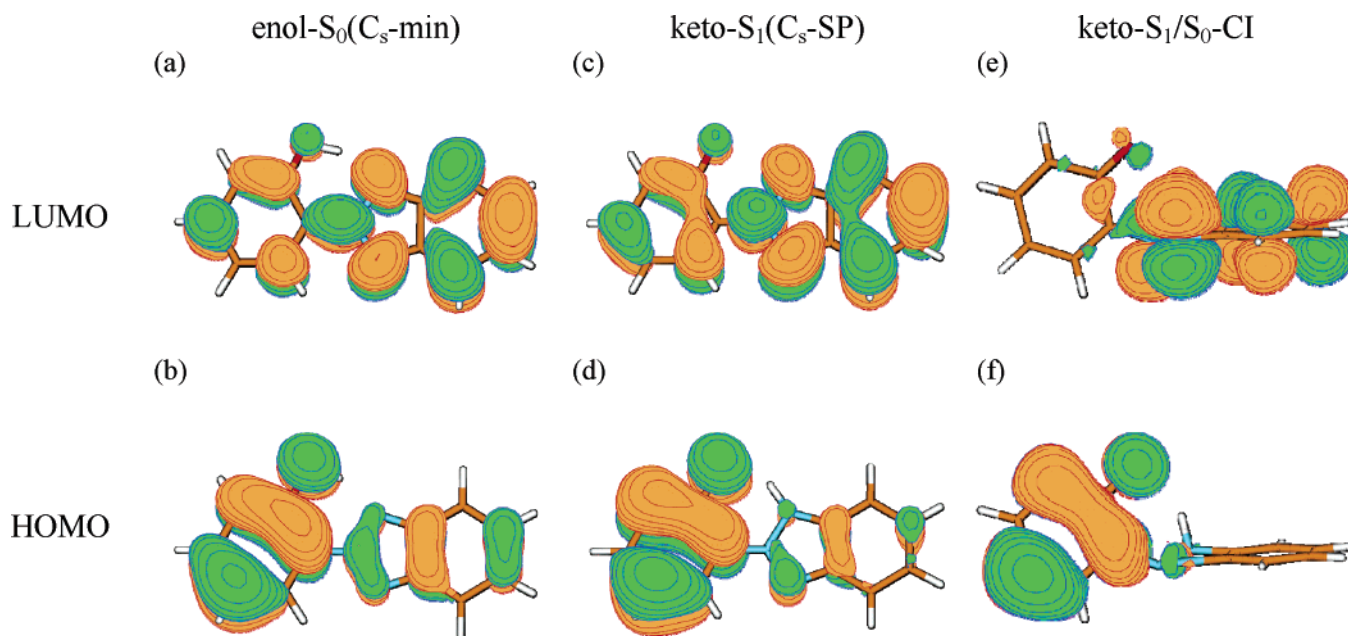 enol-S₀(Cₛ-min) keto-S₁(Cₛ-SP) keto-S₁/S₀-CI
(a) (c) (e)
LUMO
(b) (d) (f)
HOMO